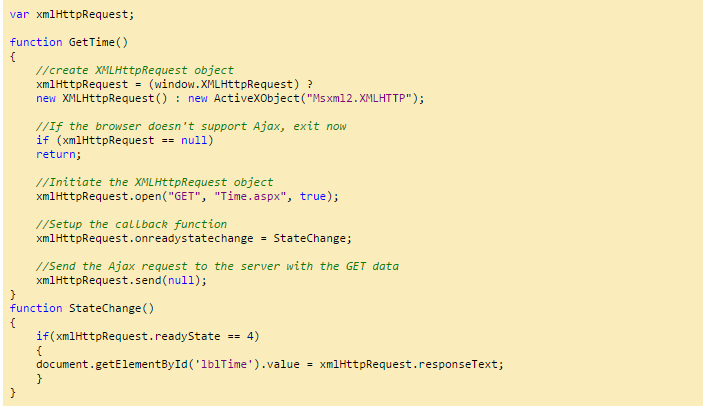 var xmlHttpRequest;
function GetTime()
{
//create XMLHttpRequest object
xmlHttpRequest = (window.XMLHttpRequest) ?
new XMLHttpRequest() : new ActiveXObject("Msxml2.XMLHTTP");
//If the browser doesn't support Ajax, exit now
if (xmlHttpRequest == null)
return;
//Initiate the XMLHttpRequest object
xmlHttpRequest.open("GET", "Time.aspx", true);
//Setup the callback function
xmlHttpRequest.onreadystatechange = StateChange;
//Send the Ajax request to the server with the GET data
xmlHttpRequest.send(null);
}
function StateChange()
{
if(xmlHttpRequest.readyState == 4)
{
document.getElementById('lblTime').value = xmlHttpRequest.responseText;
}
}